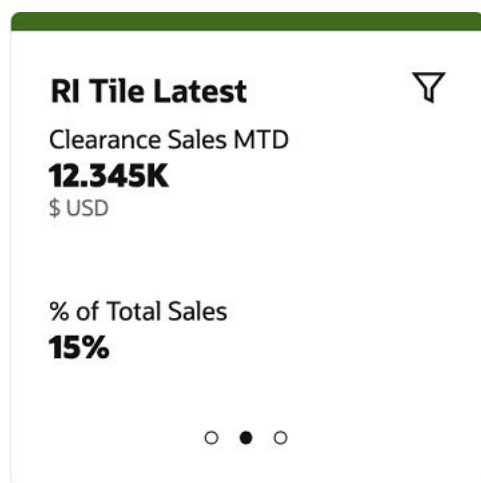 RI Tile Latest
Clearance Sales MTD
12.345K
$ USD
% of Total Sales
15%